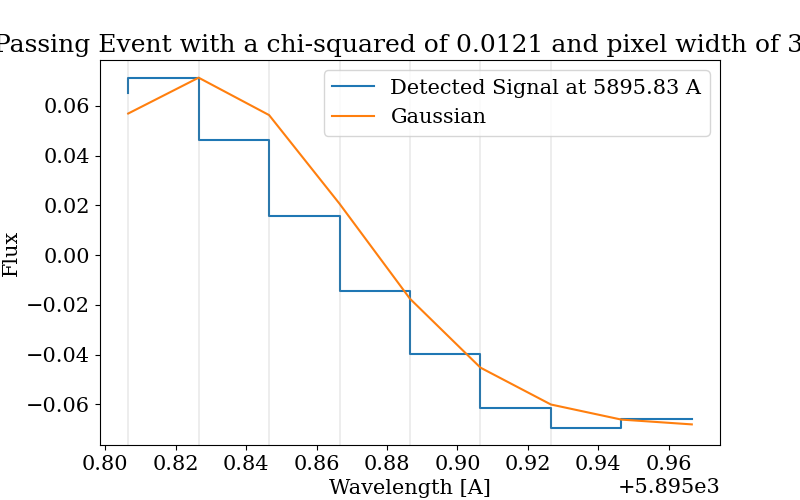 Passing Event with a chi-squared of 0.0121 and pixel width of 3
Detected Signal at 5895.83 A
Gaussian
0.06
0.04
0.02
0.00
−0.02
−0.04
−0.06
Flux
0.80 0.82 0.84 0.86 0.88 0.90 0.92 0.94 0.96
Wavelength [A]
+5.895e3